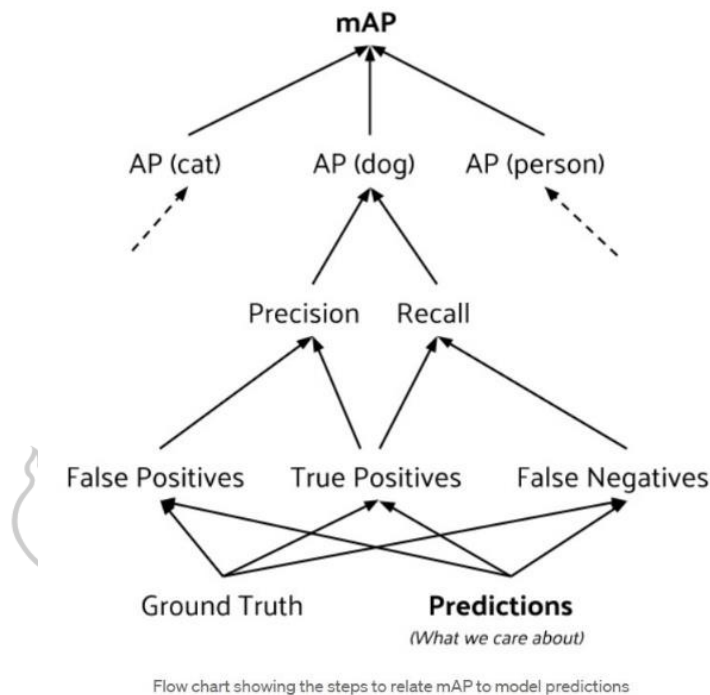 mAP
AP (cat) AP (dog) AP (person)
Precision Recall
False Positives True Positives False Negatives
Ground Truth Predictions
(What we care about)
Flow chart showing the steps to relate mAP to model predictions